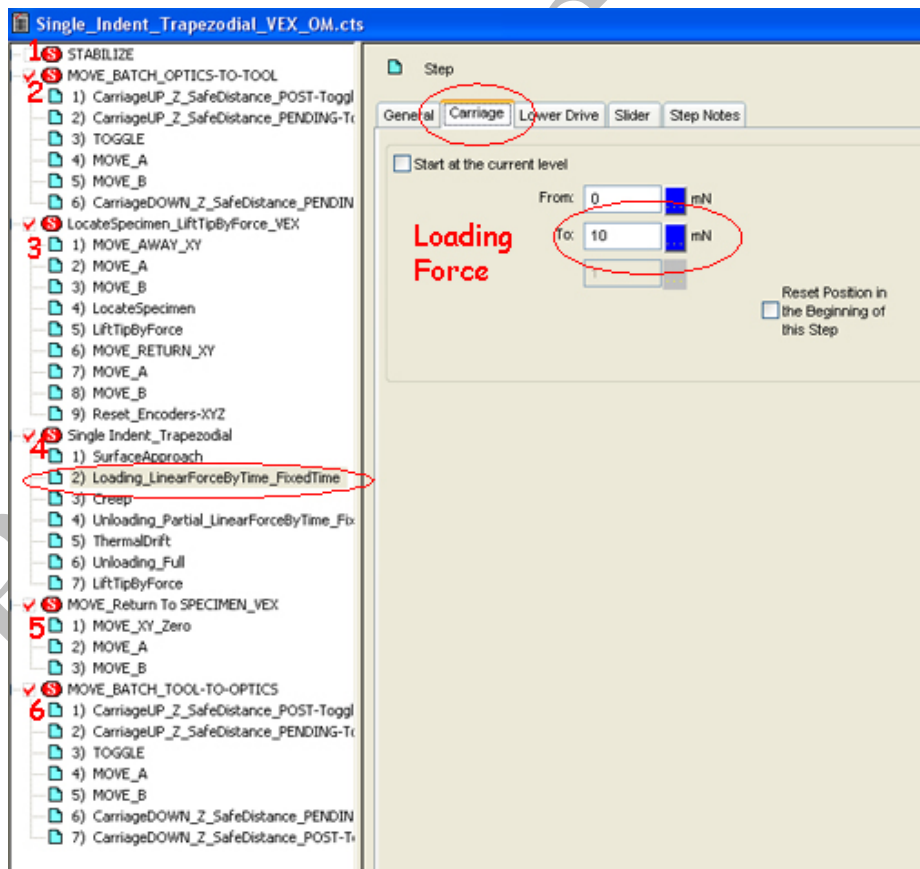 Single_Indent_Trapezodial_VEX_OM.cts
1 S STABILIZE
S MOVE_BATCH_OPTICS-TO-TOOL
2 1) CarriageUP_Z_SafeDistance_POST-Toggl
2) CarriageUP_Z_SafeDistance_PENDING-To
3) TOGGLE
4) MOVE_A
5) MOVE_B
6) CarriageDOWN_Z_SafeDistance_PENDIN
S LocateSpecimen_LiftTipByForce_VEX
3 1) MOVE_AWAY_XY
2) MOVE_A
3) MOVE_B
4) LocateSpecimen
5) LiftTipByForce
6) MOVE_RETURN_XY
7) MOVE_A
8) MOVE_B
9) Reset_Encoders-XYZ
S Single Indent_Trapezodial
4 1) SurfaceApproach
2) Loading_LinearForceByTime_FixedTime
3) Creep
4) Unloading_Partial_LinearForceByTime_Fix
5) ThermalDrift
6) Unloading_Full
7) LiftTipByForce
S MOVE_Return To SPECIMEN_VEX
5 1) MOVE_XY_Zero
2) MOVE_A
3) MOVE_B
S MOVE_BATCH_TOOL-TO-OPTICS
6 1) CarriageUP_Z_SafeDistance_POST-Toggl
2) CarriageUP_Z_SafeDistance_PENDING-To
3) TOGGLE
4) MOVE_A
5) MOVE_B
6) CarriageDOWN_Z_SafeDistance_PENDIN
7) CarriageDOWN_Z_SafeDistance_POST-To
Step
General Carriage Lower Drive Slider Step Notes
Start at the current level
From: 0 ... mN
To: 10 ... mN
Loading
Force
1 ...
Reset Position in
the Beginning of
this Step